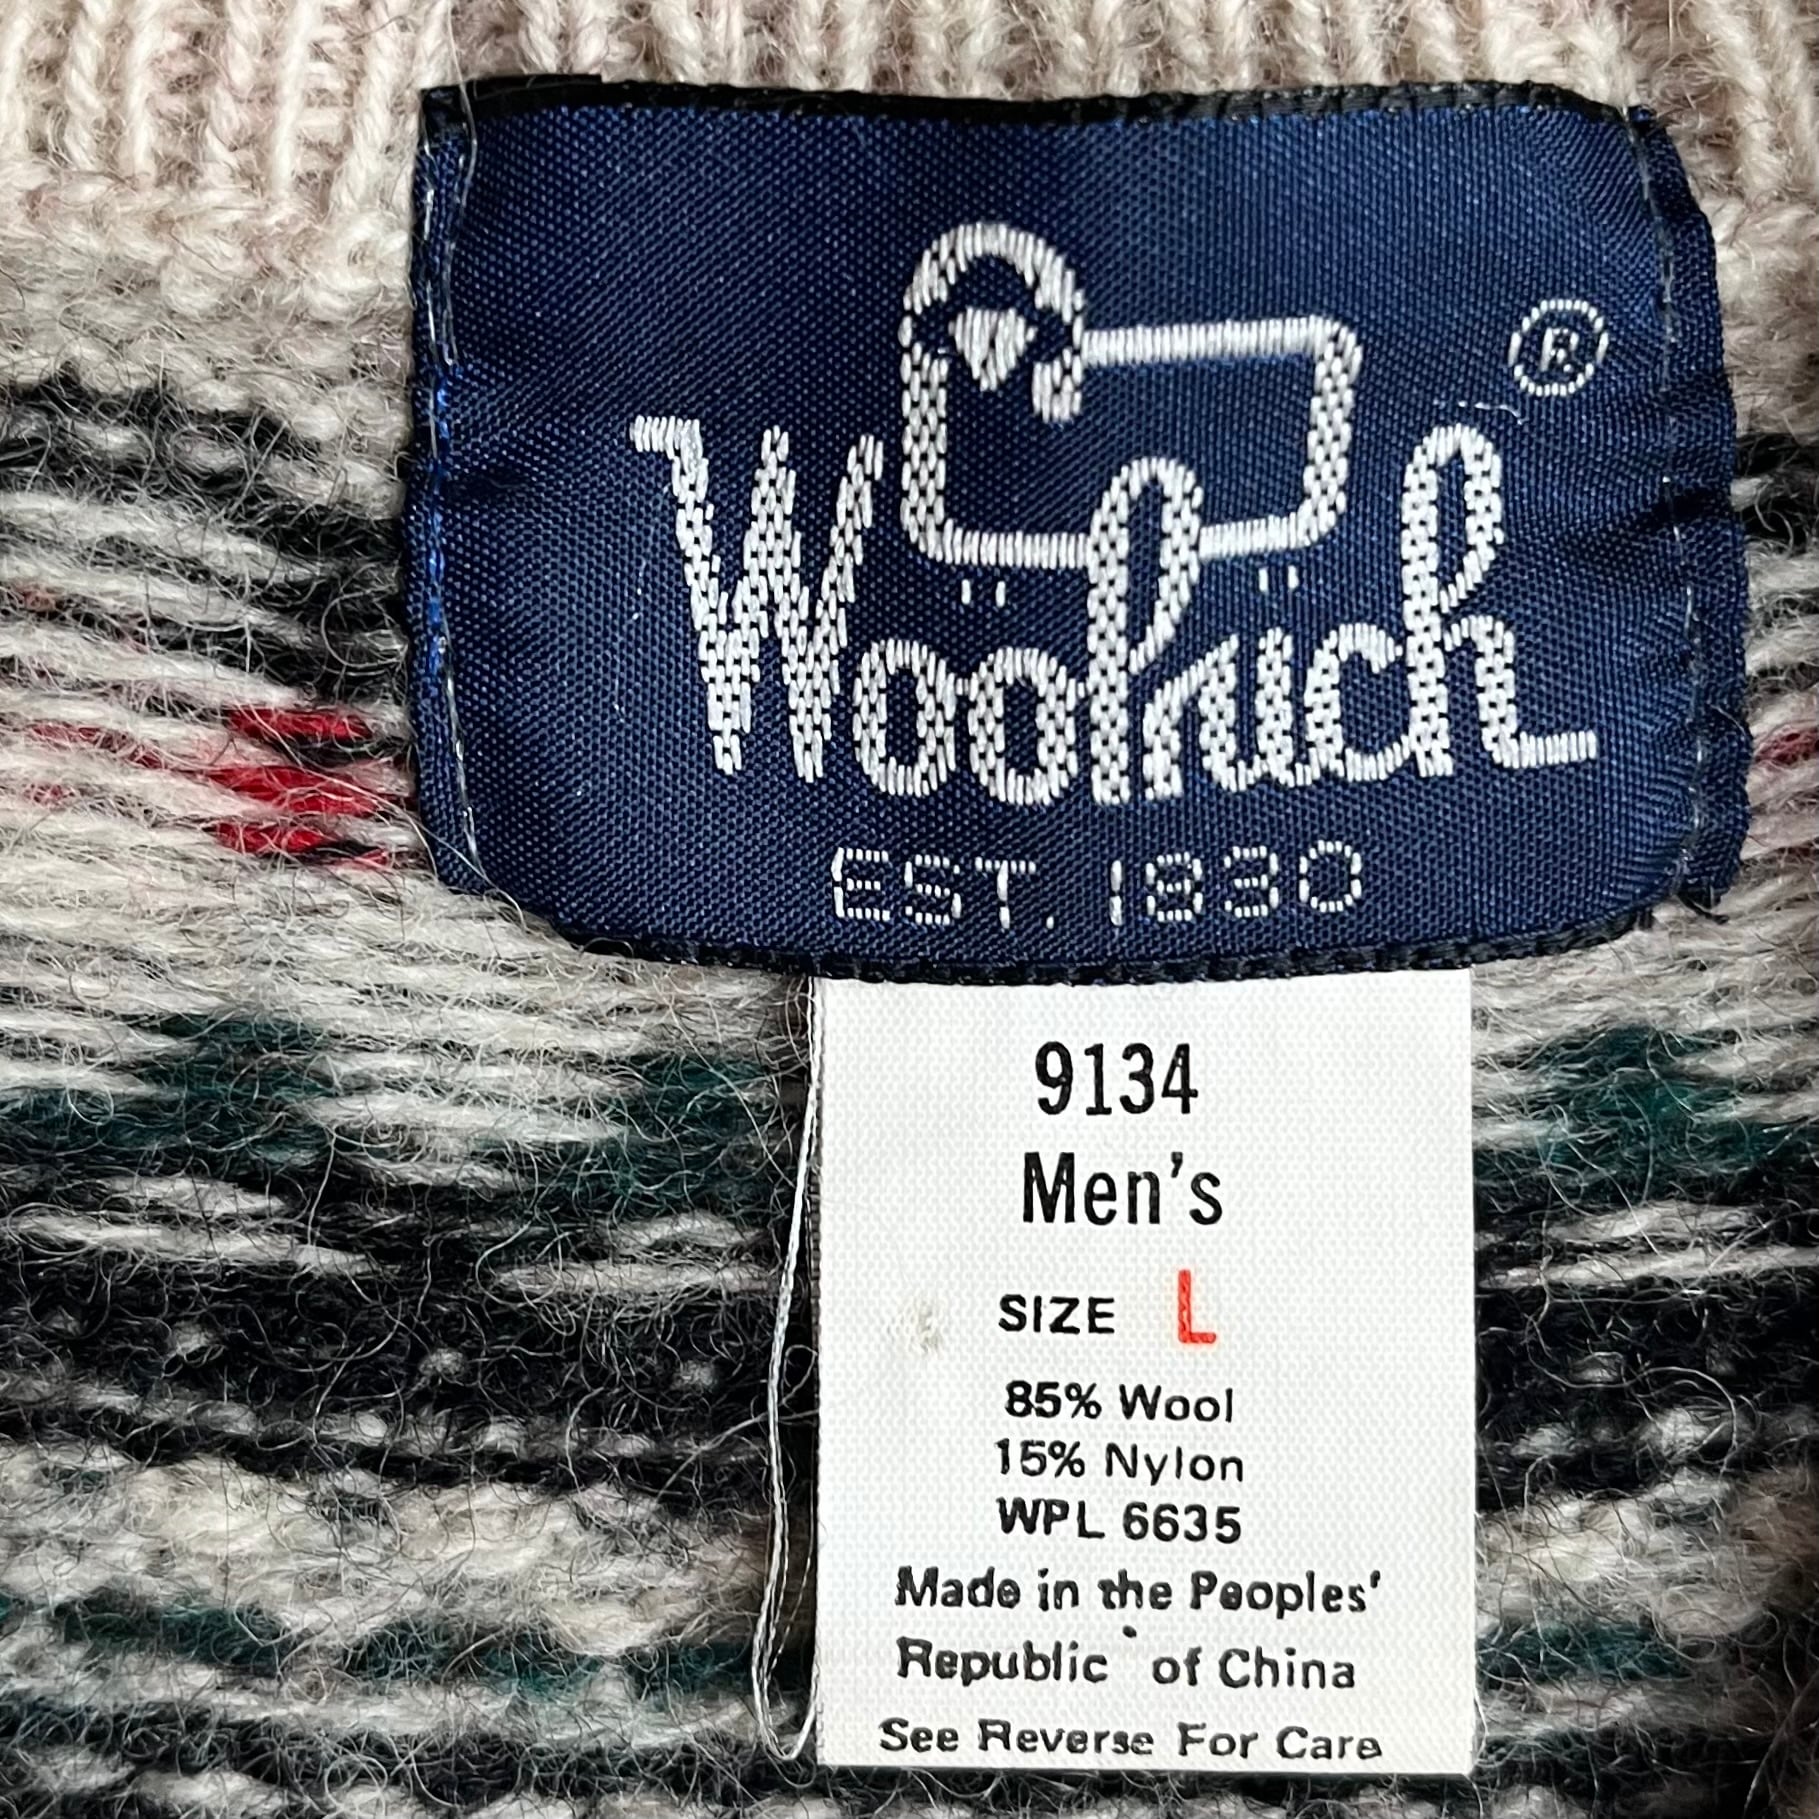 Woolrich
®
EST. 1830
9134
Men's
SIZE L
85% Wool
15% Nylon
WPL 6635
Made in the Peoples'
Republic of China
See Reverse For Care